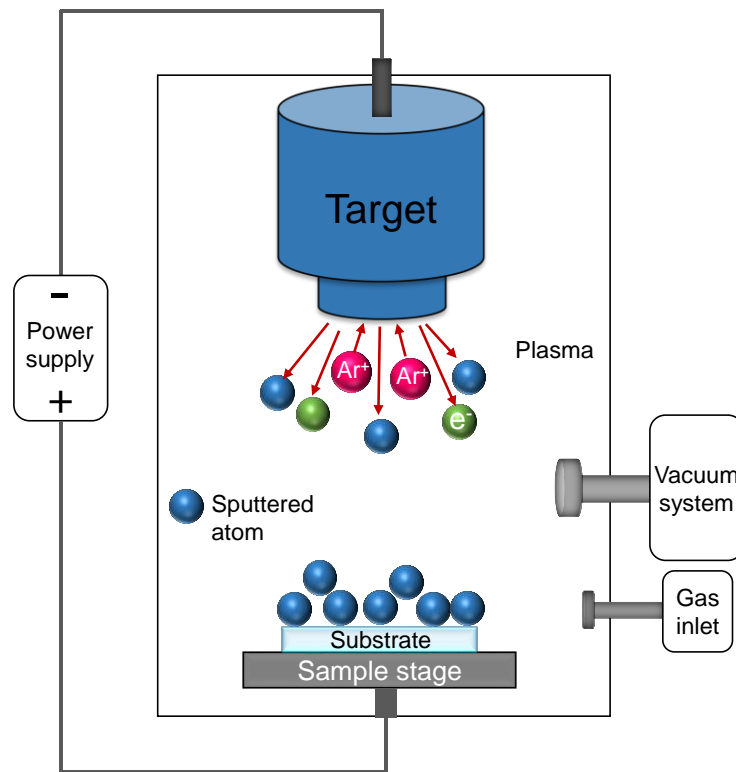 Target
-
Power
supply
+
Plasma
Ar⁺
Ar⁺
e⁻
Vacuum
system
Sputtered
atom
Gas
inlet
Substrate
Sample stage